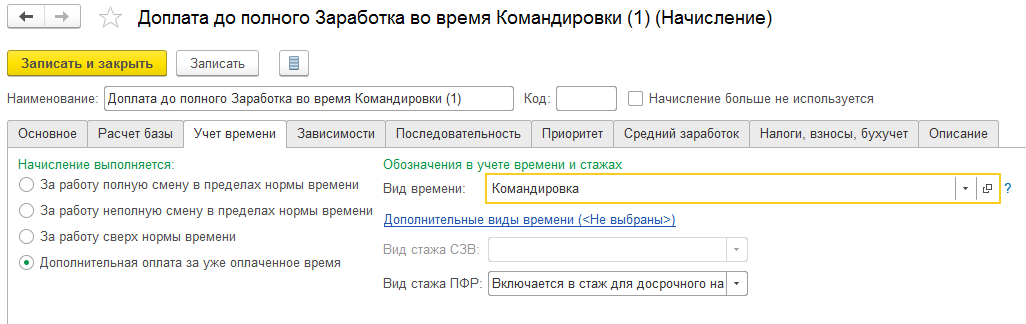 Доплата до полного Заработка во время Командировки (1) (Начисление)
Записать и закрыть Записать
Наименование: Доплата до полного Заработка во время Командировки (1) Код: Начисление больше не используется
Основное Расчет базы Учет времени Зависимости Последовательность Приоритет Средний заработок Налоги, взносы, бухучет Описание
Начисление выполняется:
За работу полную смену в пределах нормы времени
За работу неполную смену в пределах нормы времени
За работу сверх нормы времени
Дополнительная оплата за уже оплаченное время
Обозначения в учете времени и стажах
Вид времени: Командировка ?
Дополнительные виды времени (<Не выбраны>)
Вид стажа СЗВ:
Вид стажа ПФР: Включается в стаж для досрочного на